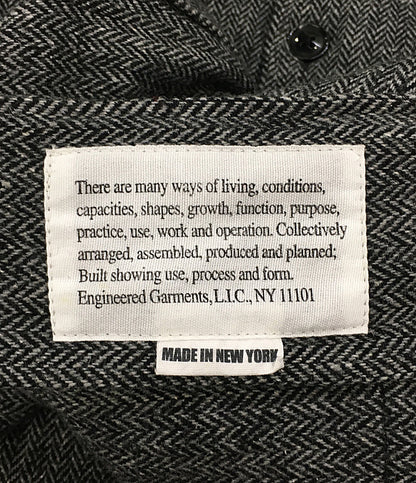 There are many ways of living, conditions,
capacities, shapes, growth, function, purpose,
practice, use, work and operation. Collectively
arranged, assembled, produced and planned;
Built showing use, process and form.
Engineered Garments, L.I.C., NY 11101
MADE IN NEW YORK